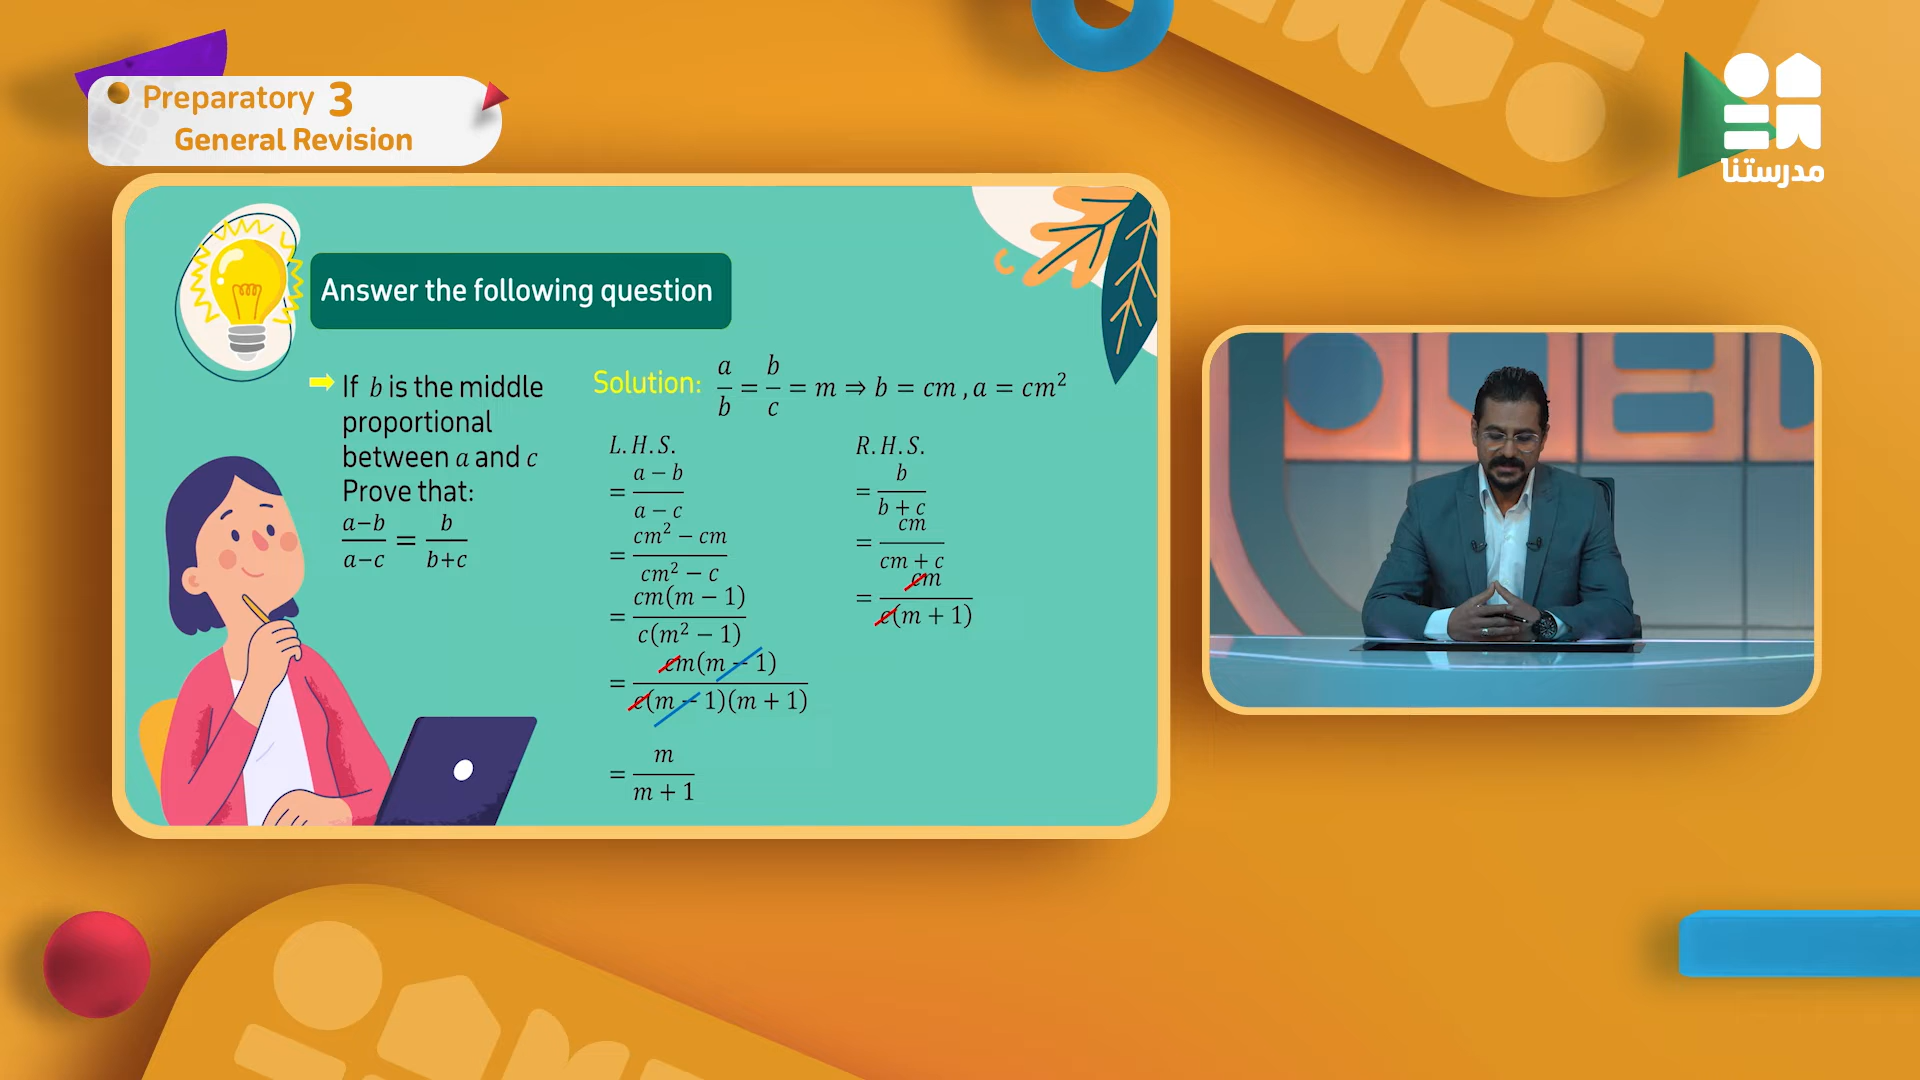 Preparatory 3
General Revision
مدرستنا
Answer the following question
If b is the middle
proportional
between a and c
Prove that:
a−b/a−c = b/b+c
Solution: a/b = b/c = m ⇒ b = cm , a = cm²
L.H.S.
= a − b/a − c
= cm² − cm/cm² − c
= cm(m − 1)/c(m² − 1)
= cm(m − 1)/c(m − 1)(m + 1)
= m/m + 1
R.H.S.
= b/b + c
= cm/cm + c
= cm/c(m + 1)